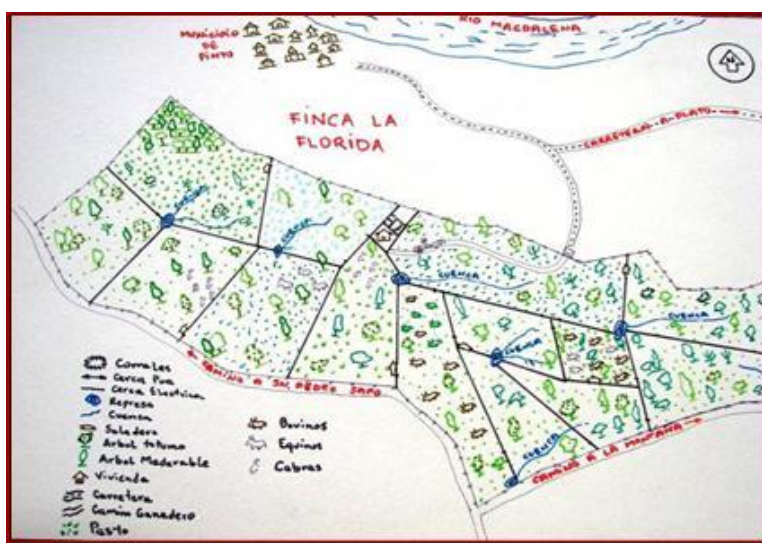 RIO MAGDALENA
MUNICIPIO
DE
PINTO
FINCA LA
FLORIDA
CARRETERA A PLATO
CUENCA
CUENCA
CUENCA
CUENCA
CUENCA
CUENCA
CAMINO A SN. PEDRO SAPO
CAMINO A LA MONTAÑA
Corrales
Cerca Pua
Cerca Electrica
Represa
Cuenca
Saladero
Arbol totumo
Arbol Maderable
Vivienda
Carretera
Camino Ganadero
Pasto
Bovinos
Equinos
Cabras